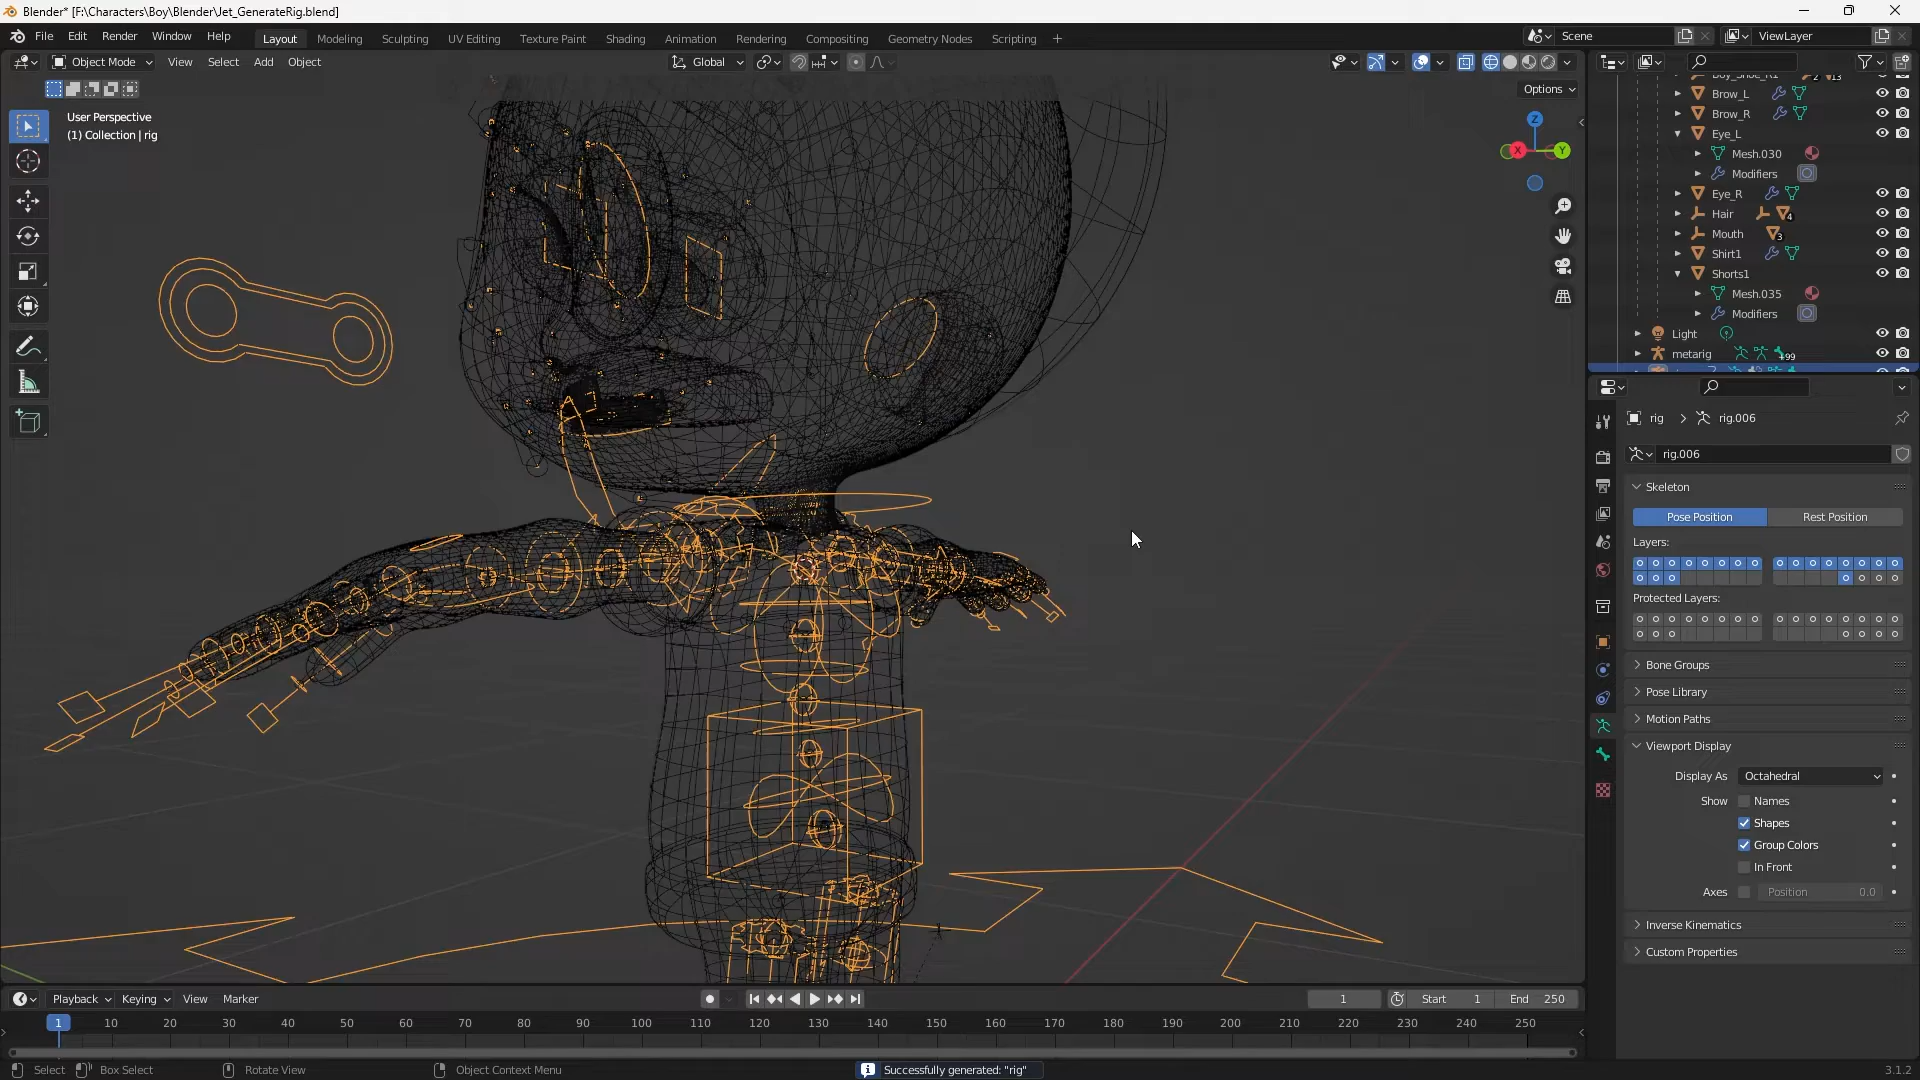 Blender* [F:\Characters\Boy\Blender\Jet_GenerateRig.blend]
File Edit Render Window Help Layout Modeling Sculpting UV Editing Texture Paint Shading Animation Rendering Compositing Geometry Nodes Scripting + Scene ViewLayer
Object Mode View Select Add Object Global
Options
User Perspective
(1) Collection | rig
Z
X Y
Boy_Shoe_R1 2 13
Brow_L
Brow_R
Eye_L
Mesh.030
Modifiers
Eye_R
Hair 4
Mouth 3
Shirt1
Shorts1
Mesh.035
Modifiers
Light
metarig +99
rig > rig.006
rig.006
Skeleton
Pose Position Rest Position
Layers:
Protected Layers:
Bone Groups
Pose Library
Motion Paths
Viewport Display
Display As Octahedral
Show Names
Shapes
Group Colors
In Front
Axes Position 0.0
Inverse Kinematics
Custom Properties
Playback Keying View Marker 1 Start 1 End 250
1 10 20 30 40 50 60 70 80 90 100 110 120 130 140 150 160 170 180 190 200 210 220 230 240 250
Select Box Select Rotate View Object Context Menu Successfully generated: "rig" 3.1.2